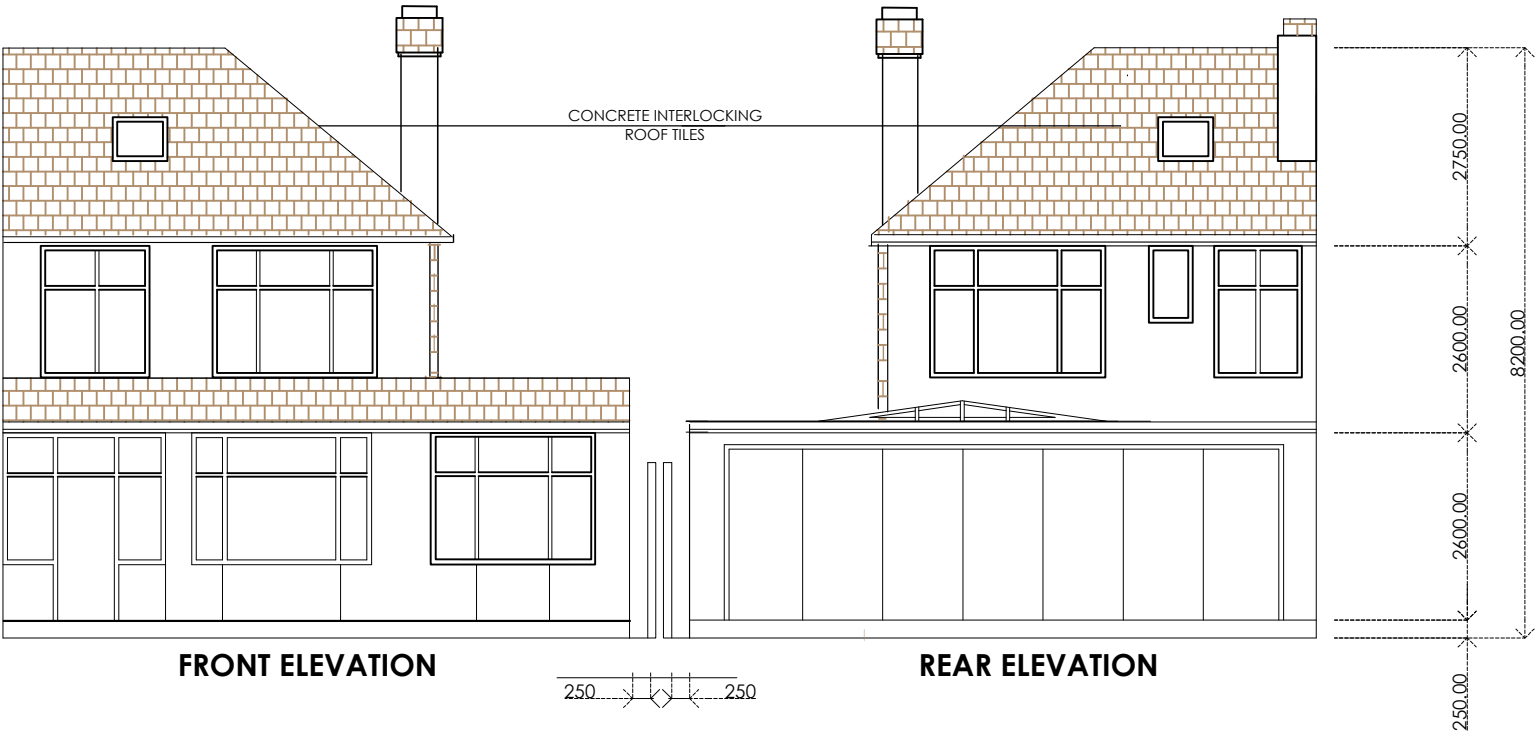 CONCRETE INTERLOCKING
ROOF TILES
2750.00
2600.00
8200.00
2600.00
FRONT ELEVATION
REAR ELEVATION
250
250
250.00